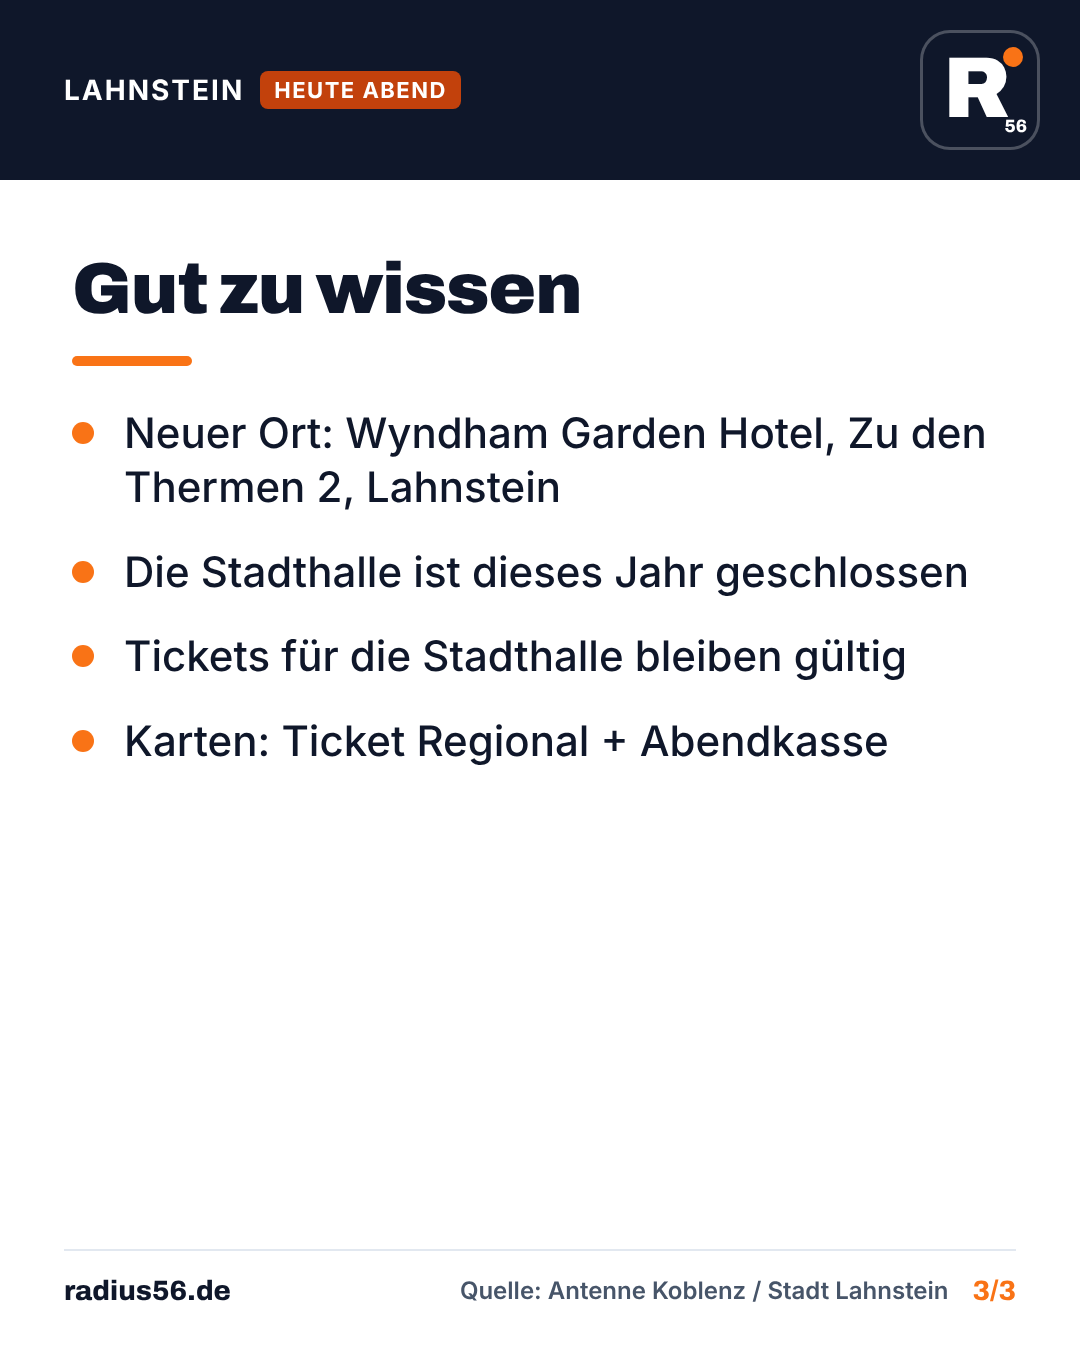 LAHNSTEIN HEUTE ABEND
R
56
Gut zu wissen
Neuer Ort: Wyndham Garden Hotel, Zu den
Thermen 2, Lahnstein
Die Stadthalle ist dieses Jahr geschlossen
Tickets für die Stadthalle bleiben gültig
Karten: Ticket Regional + Abendkasse
radius56.de Quelle: Antenne Koblenz / Stadt Lahnstein 3/3